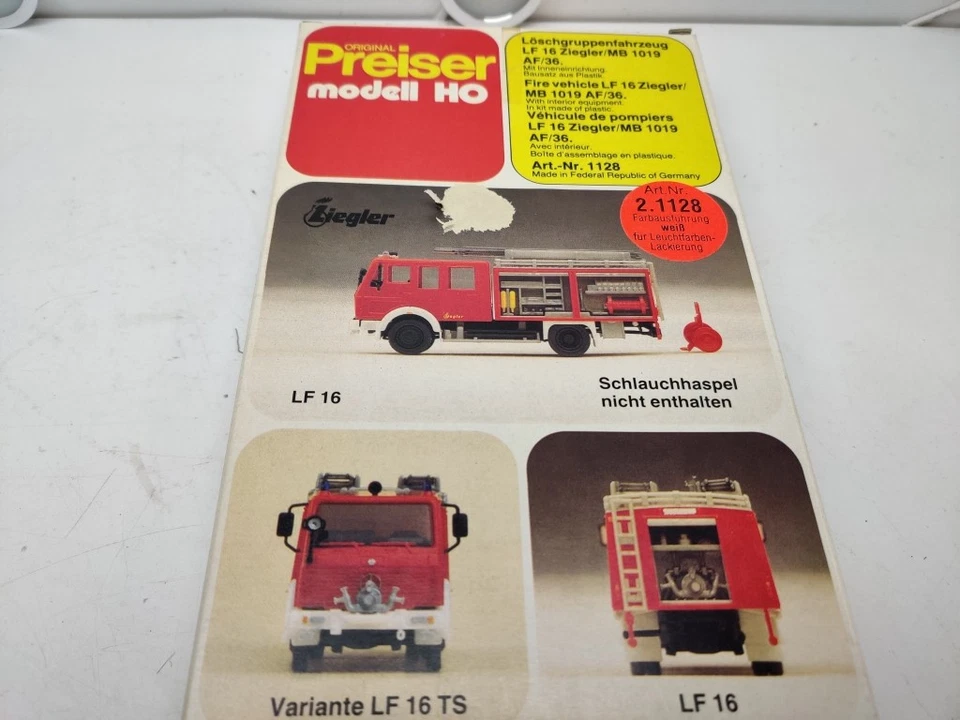 ORIGINAL
Preiser
modell HO
Löschgruppenfahrzeug
LF 16 Ziegler/MB 1019
AF/36.
Mit Inneneinrichtung.
Bausatz aus Plastik.
Fire vehicle LF 16 Ziegler/
MB 1019 AF/36.
With interior equipment.
In kit made of plastic.
Véhicule de pompiers
LF 16 Ziegler/MB 1019
AF/36.
Avec intérieur.
Boîte d'assemblage en plastique.
Art.-Nr. 1128
Made in Federal Republic of Germany
Art.Nr.
2.1128
Farbausführung
weiß
für Leuchtfarben-
Lackierung
Ziegler
Ziegler
LF 16
Schlauchhaspel
nicht enthalten
Variante LF 16 TS
LF 16